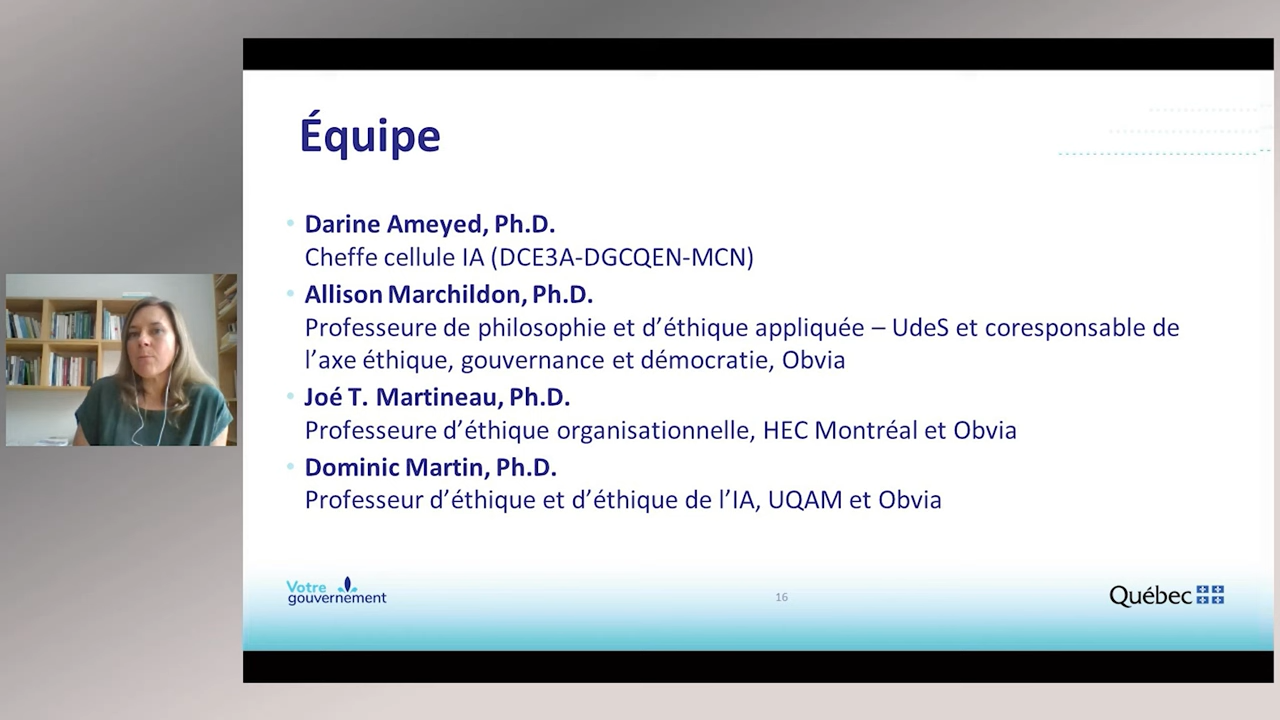 Équipe
• Darine Ameyed, Ph.D.
Cheffe cellule IA (DCE3A-DGCQEN-MCN)
• Allison Marchildon, Ph.D.
Professeure de philosophie et d’éthique appliquée – UdeS et coresponsable de
l’axe éthique, gouvernance et démocratie, Obvia
• Joé T. Martineau, Ph.D.
Professeure d’éthique organisationnelle, HEC Montréal et Obvia
• Dominic Martin, Ph.D.
Professeur d’éthique et d’éthique de l’IA, UQAM et Obvia
Votre
gouvernement
16
Québec